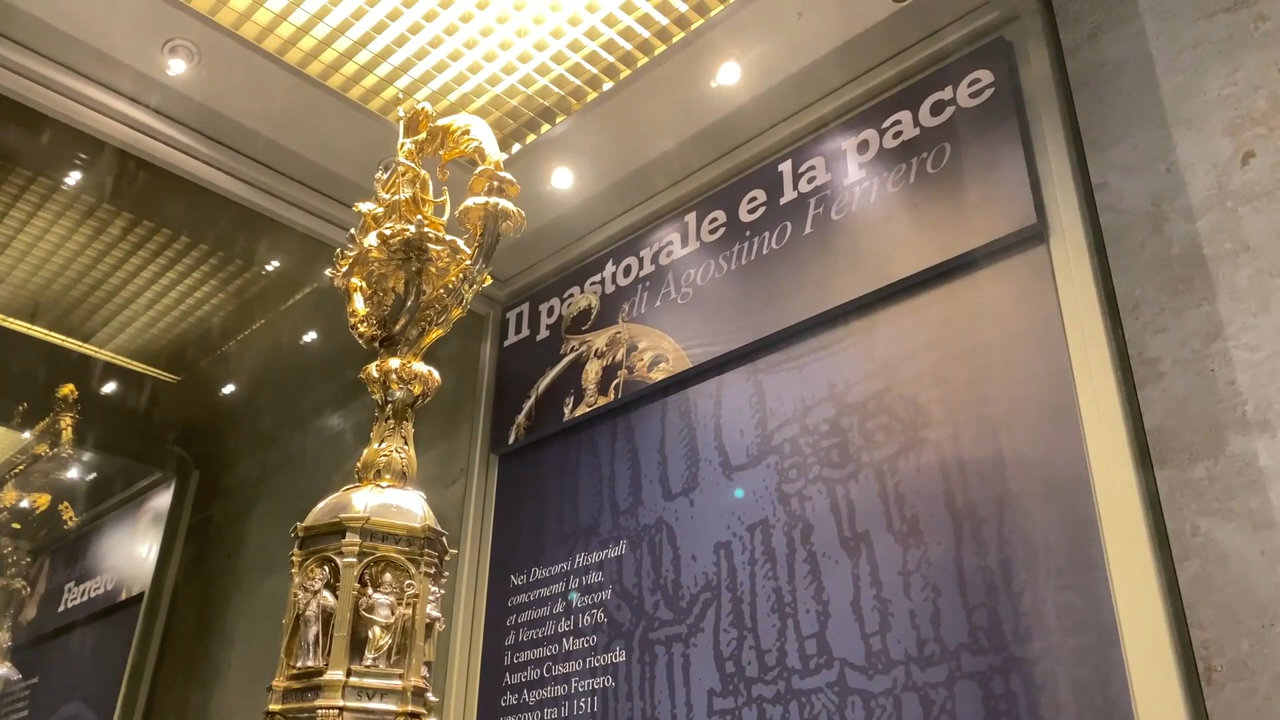 Il pastorale e la pace
di Agostino Ferrero
Nei Discorsi Historiali
concernenti la vita,
et attioni de' Vescovi
di Vercelli del 1676,
il canonico Marco
Aurelio Cusano ricorda
che Agostino Ferrero,
vescovo tra il 1511
Ferrero
SVE